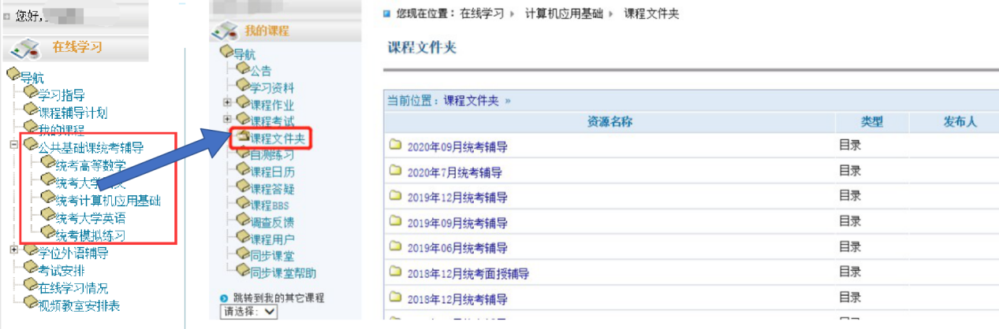 您好,
在线学习
导航
学习指导
课程辅导计划
我的课程
公共基础课统考辅导
统考高等数学
统考大学语文
统考计算机应用基础
统考大学英语
统考模拟练习
学位外语辅导
考试安排
在线学习情况
视频教室安排表
我的课程
导航
公告
学习资料
课程作业
课程考试
课程文件夹
自测练习
课程日历
课程答疑
课程BBS
调查反馈
课程用户
同步课堂
同步课堂帮助
跳转到我的其它课程
请选择:
您现在位置: 在线学习 计算机应用基础 课程文件夹
课程文件夹
当前位置: 课程文件夹 »
资源名称 类型 发布人
2020年09月统考辅导 目录
2020年7月统考辅导 目录
2019年12月统考辅导 目录
2019年09月统考辅导 目录
2019年06月统考辅导 目录
2018年12月统考面授辅导 目录
2018年12月统考辅导 目录